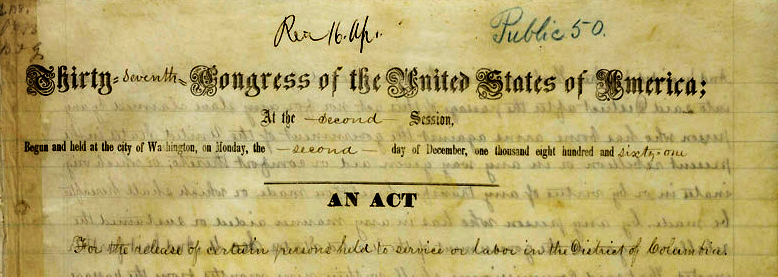 Rec 16. Ap.
Public 50.
Thirty-seventh-Congress of the United States of America;
At the -second- Session,
Begun and held at the city of Washington, on Monday, the -second- day of December, one thousand eight hundred and sixty-one
AN ACT
For the release of certain persons held to service or labor in the District of Columbia.